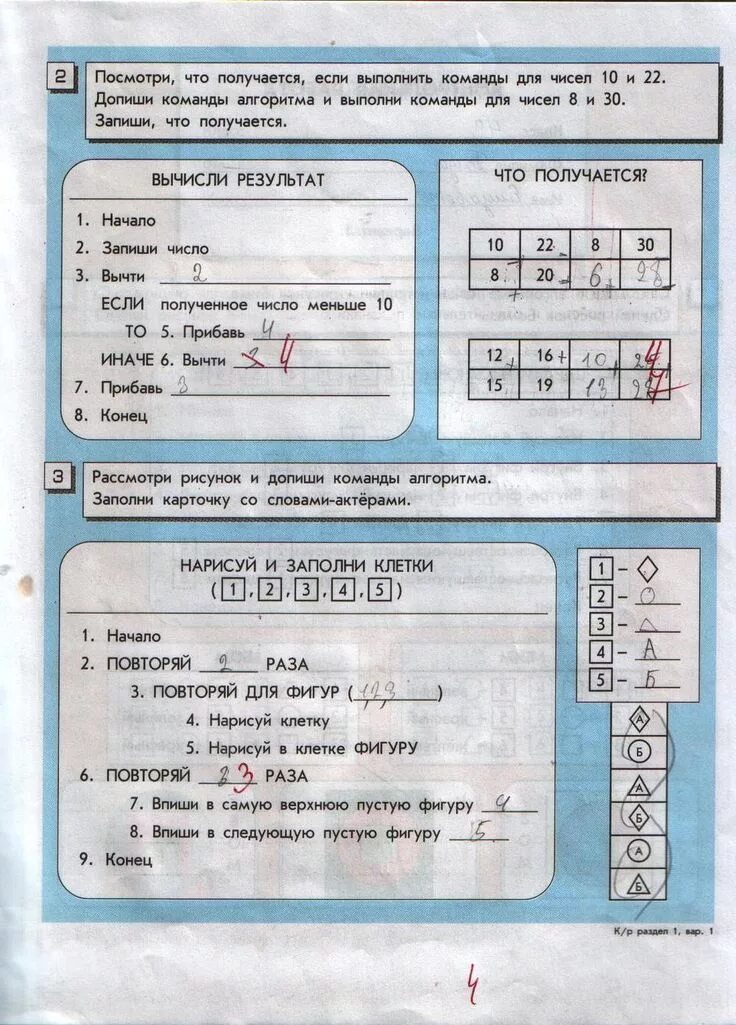 2 Посмотри, что получается, если выполнить команды для чисел 10 и 22.
Допиши команды алгоритма и выполни команды для чисел 8 и 30.
Запиши, что получается.
ВЫЧИСЛИ РЕЗУЛЬТАТ
1. Начало
2. Запиши число
3. Вычти 2
ЕСЛИ полученное число меньше 10
ТО 5. Прибавь 4
ИНАЧЕ 6. Вычти 4
7. Прибавь 3
8. Конец
ЧТО ПОЛУЧАЕТСЯ?
10 22 8 30
8 20 6 28
12 16 10
15 19 13
3 Рассмотри рисунок и допиши команды алгоритма.
Заполни карточку со словами-актёрами.
НАРИСУЙ И ЗАПОЛНИ КЛЕТКИ
(1, 2, 3, 4, 5)
1. Начало
2. ПОВТОРЯЙ 2 РАЗА
3. ПОВТОРЯЙ ДЛЯ ФИГУР (1,2,3)
4. Нарисуй клетку
5. Нарисуй в клетке ФИГУРУ
6. ПОВТОРЯЙ 3 РАЗА
7. Впиши в самую верхнюю пустую фигуру 4
8. Впиши в следующую пустую фигуру 5
9. Конец
1 –
2 –
3 –
4 – А
5 – Б
А
Б
А
Б
А
Б
К/р раздел 1, вар. 1
4